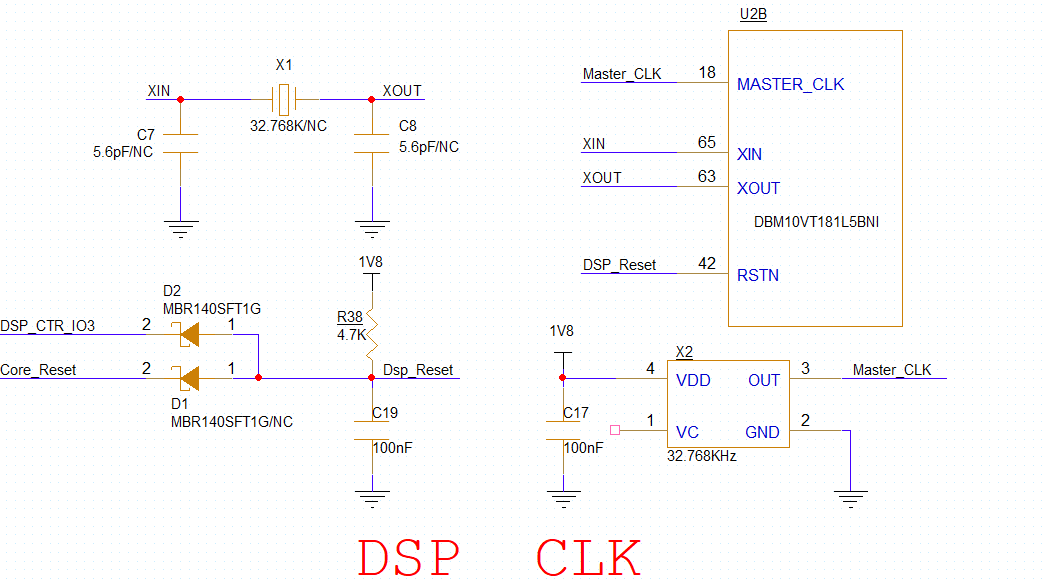 U2B
X1
XIN
XOUT
32.768K/NC
C7
5.6pF/NC
C8
5.6pF/NC
Master_CLK
18
MASTER_CLK
XIN
65
XIN
XOUT
63
XOUT
DBM10VT181L5BNI
DSP_Reset
42
RSTN
1V8
D2
MBR140SFT1G
DSP_CTR_IO3
2
1
R38
4.7K
Core_Reset
2
1
Dsp_Reset
D1
MBR140SFT1G/NC
C19
100nF
1V8
X2
4
VDD
OUT
3
Master_CLK
C17
100nF
1
VC
GND
2
32.768KHz
DSP CLK